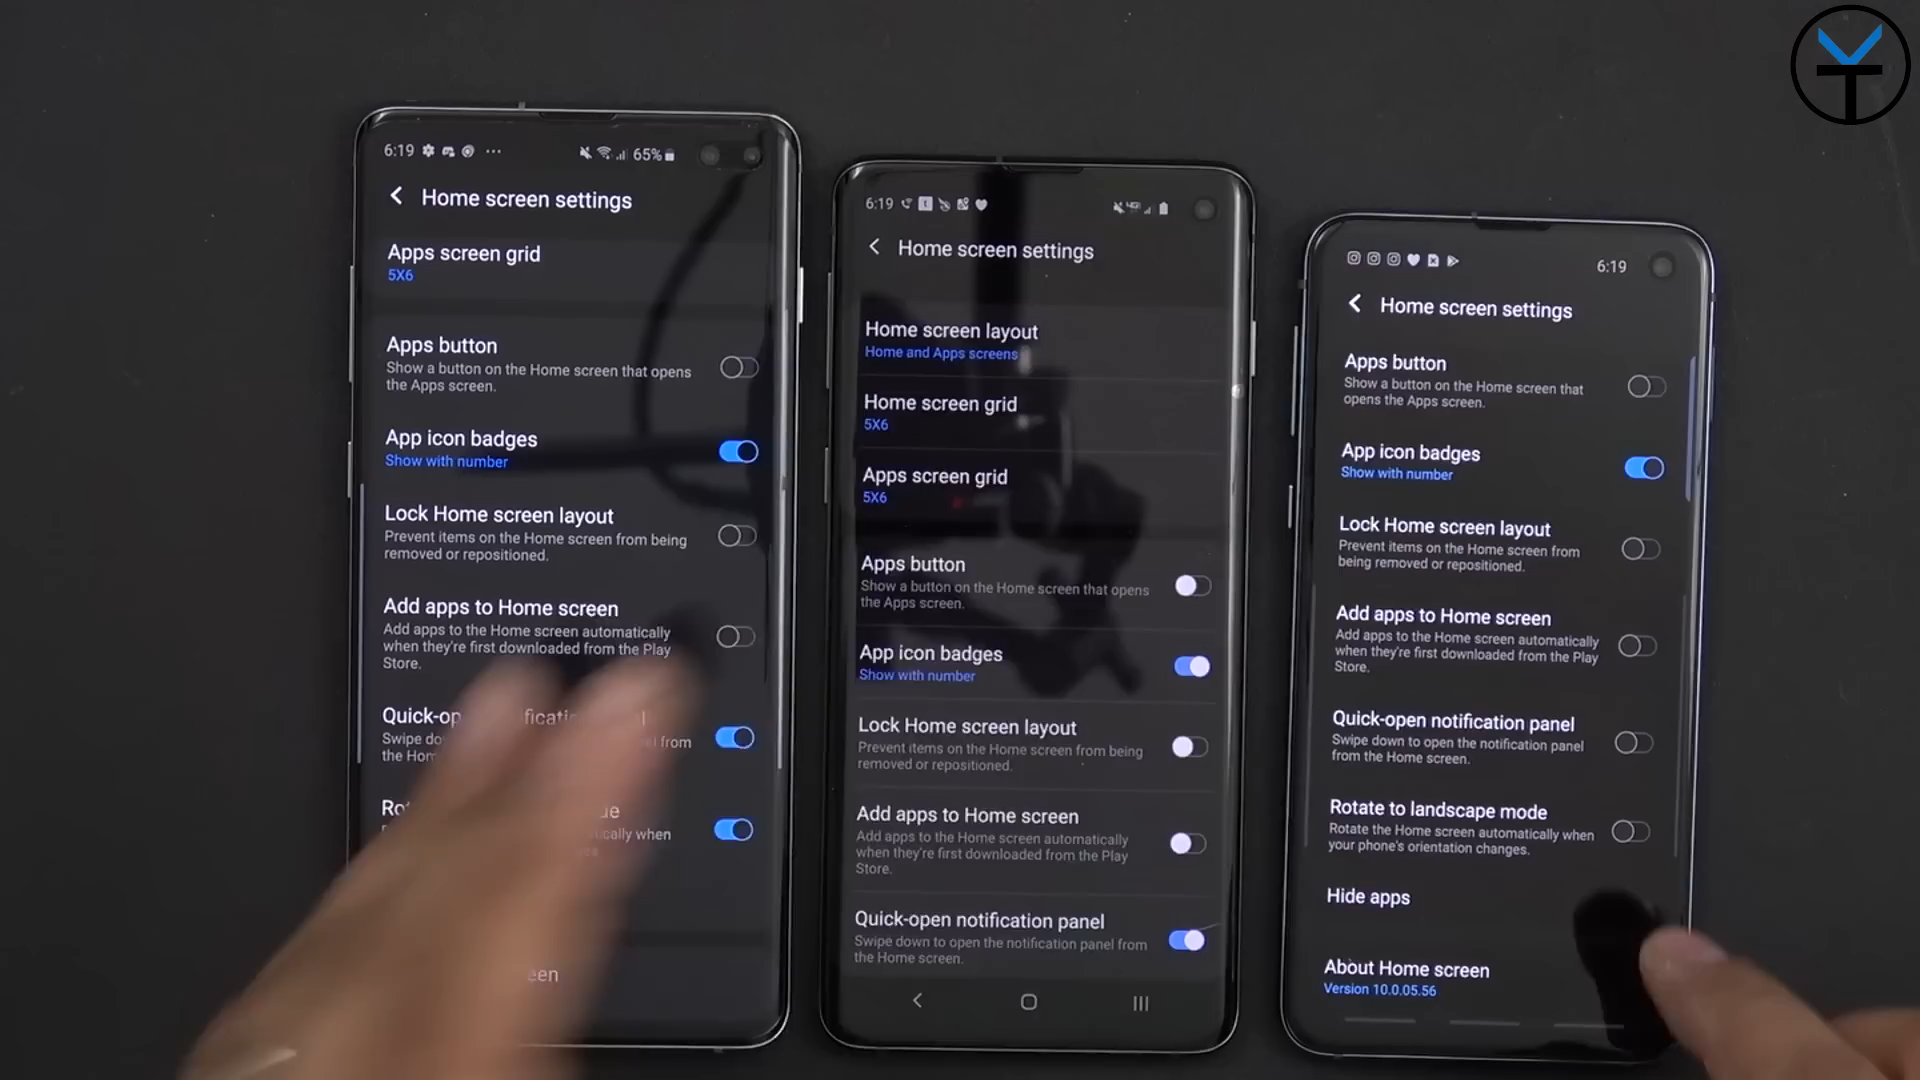 6:19
65%
Home screen settings
Apps screen grid
5X6
Apps button
Show a button on the Home screen that opens
the Apps screen.
App icon badges
Show with number
Lock Home screen layout
Prevent items on the Home screen from being
removed or repositioned.
Add apps to Home screen
Add apps to the Home screen automatically
when they're first downloaded from the Play
Store.
6:19
Home screen settings
Home screen layout
Home and Apps screens
Home screen grid
5X6
Apps screen grid
5X6
Apps button
Show a button on the Home screen that opens
the Apps screen.
App icon badges
Show with number
Lock Home screen layout
Prevent items on the Home screen from being
removed or repositioned.
Add apps to Home screen
Add apps to the Home screen automatically
when they're first downloaded from the Play
Store.
Quick-open notification panel
Swipe down to open the notification panel from
the Home screen.
6:19
Home screen settings
Apps button
Show a button on the Home screen that
opens the Apps screen.
App icon badges
Show with number
Lock Home screen layout
Prevent items on the Home screen from
being removed or repositioned.
Add apps to Home screen
Add apps to the Home screen automatically
when they're first downloaded from the Play
Store.
Quick-open notification panel
Swipe down to open the notification panel
from the Home screen.
Rotate to landscape mode
Rotate the Home screen automatically when
your phone's orientation changes.
Hide apps
About Home screen
Version 10.0.05.56